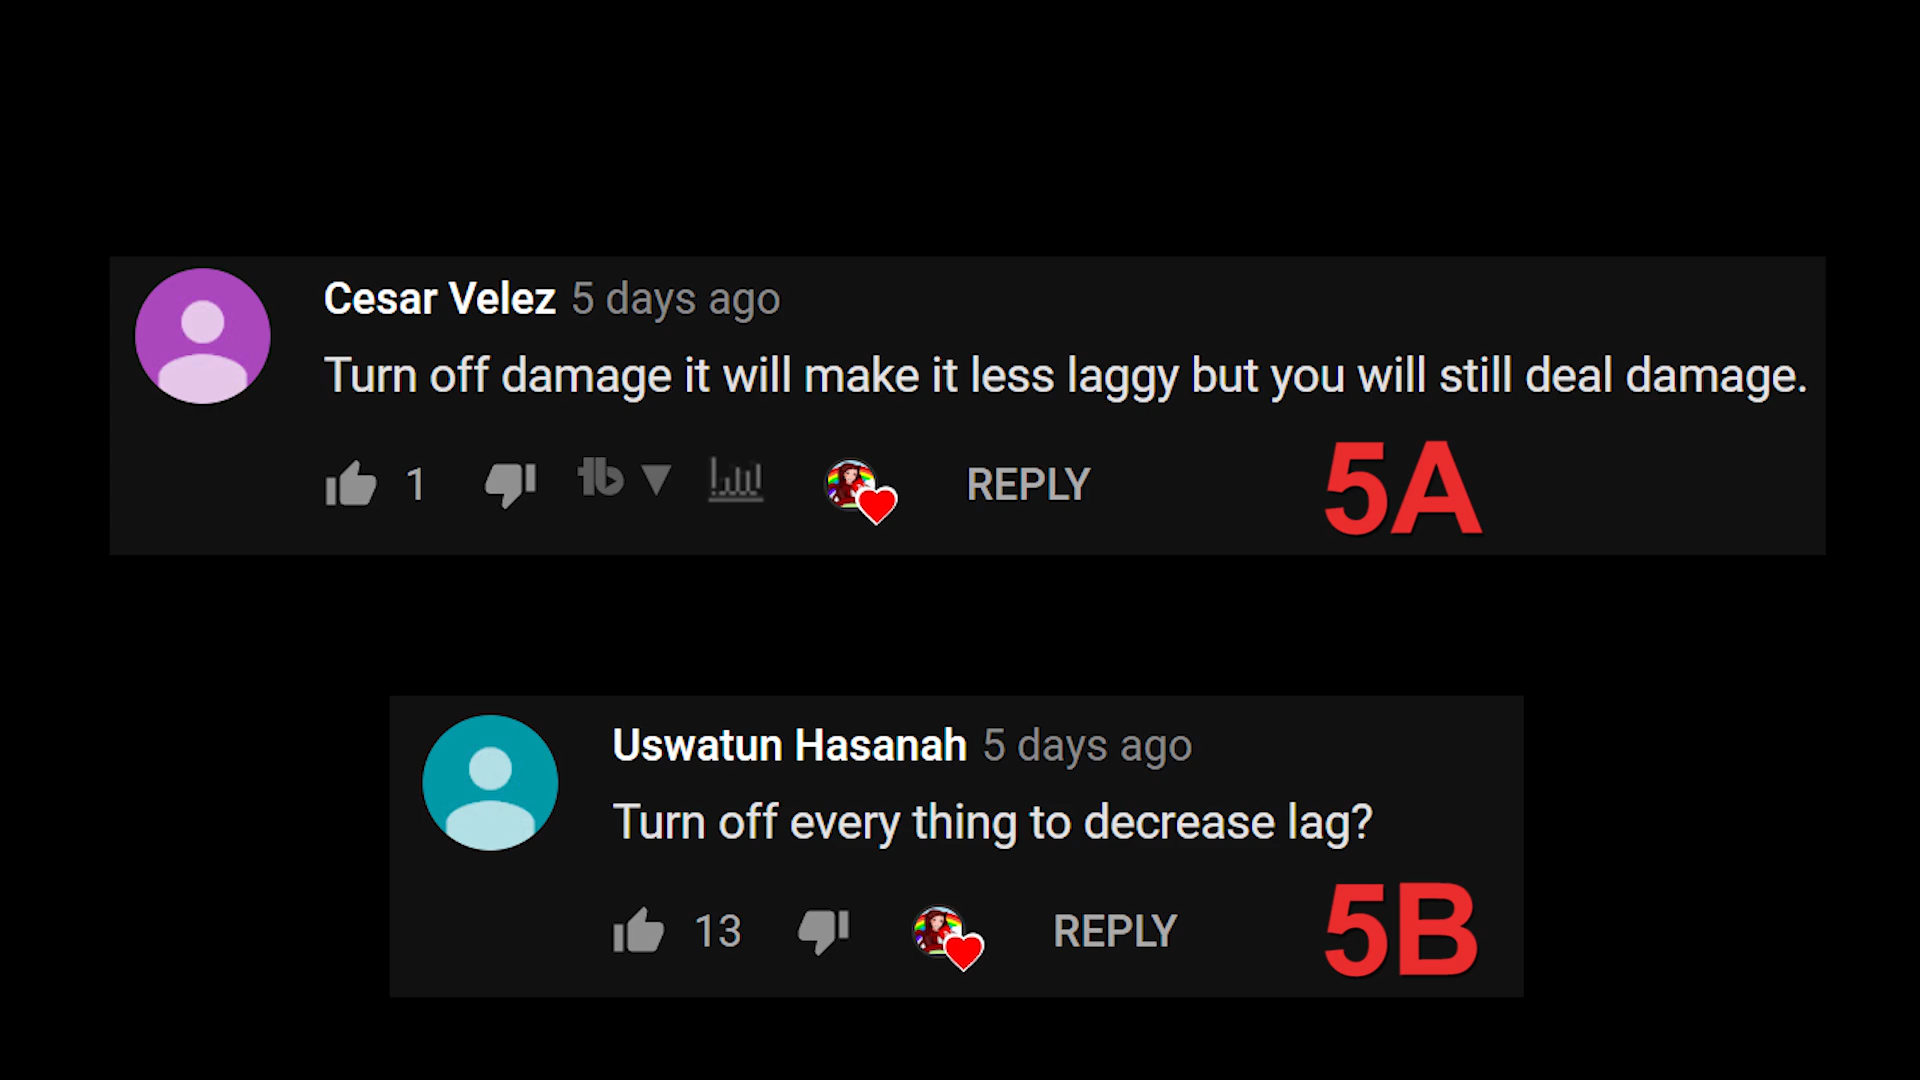 Cesar Velez 5 days ago
Turn off damage it will make it less laggy but you will still deal damage.
1 tb REPLY 5A
Uswatun Hasanah 5 days ago
Turn off every thing to decrease lag?
13 REPLY 5B